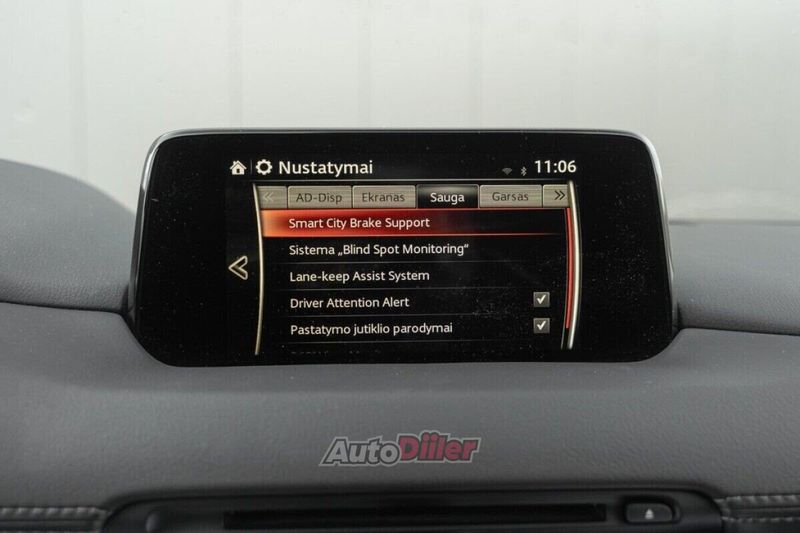 Nustatymai 11:06
« AD-Disp Ekranas Sauga Garsas »
Smart City Brake Support
Sistema „Blind Spot Monitoring“
Lane-keep Assist System
Driver Attention Alert
Pastatymo jutiklio parodymai
AutoDiiler